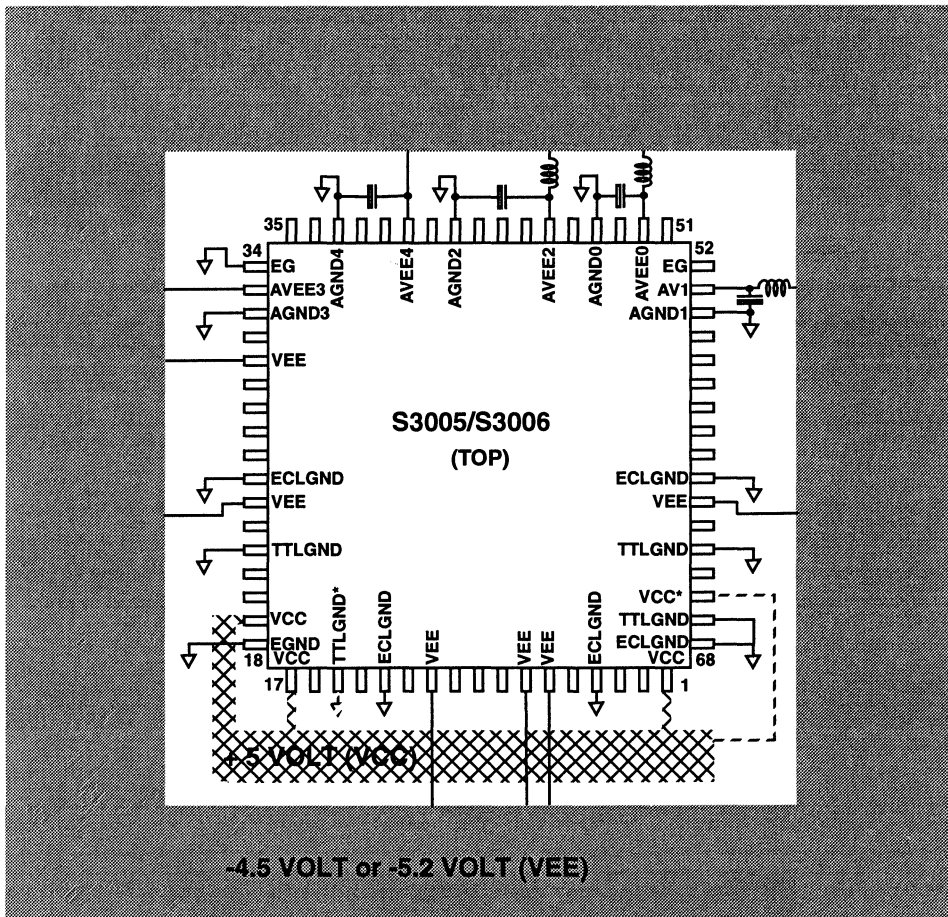 35
51
34
52
AGND4
AVEE4
AGND2
AVEE2
AGND0
AVEE0
EG
AVEE3
AGND3
VEE
EG
AV1
AGND1
S3005/S3006
(TOP)
ECLGND
VEE
TTLGND
VCC
EGND
18
VCC
ECLGND
VEE
TTLGND
VCC*
TTLGND
ECLGND
VCC
68
TTLGND*
ECLGND
VEE
VEE
VEE
ECLGND
17
1
+ 5 VOLT (VCC)
-4.5 VOLT or -5.2 VOLT (VEE)